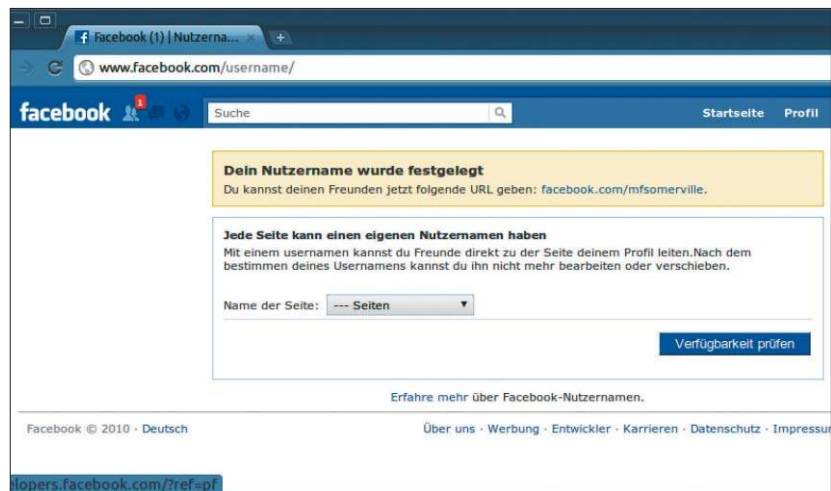 Facebook (1) | Nutzerna...
www.facebook.com/username/
facebook 1 Suche Startseite Profil
Dein Nutzername wurde festgelegt
Du kannst deinen Freunden jetzt folgende URL geben: facebook.com/mfsomerville.
Jede Seite kann einen eigenen Nutzernamen haben
Mit einem usernamen kannst du Freunde direkt zu der Seite deinem Profil leiten.Nach dem
bestimmen deines Usernamens kannst du ihn nicht mehr bearbeiten oder verschieben.
Name der Seite: --- Seiten
Verfügbarkeit prüfen
Erfahre mehr über Facebook-Nutzernamen.
Facebook © 2010 · Deutsch Über uns · Werbung · Entwickler · Karrieren · Datenschutz · Impressu
elopers.facebook.com/?ref=pf